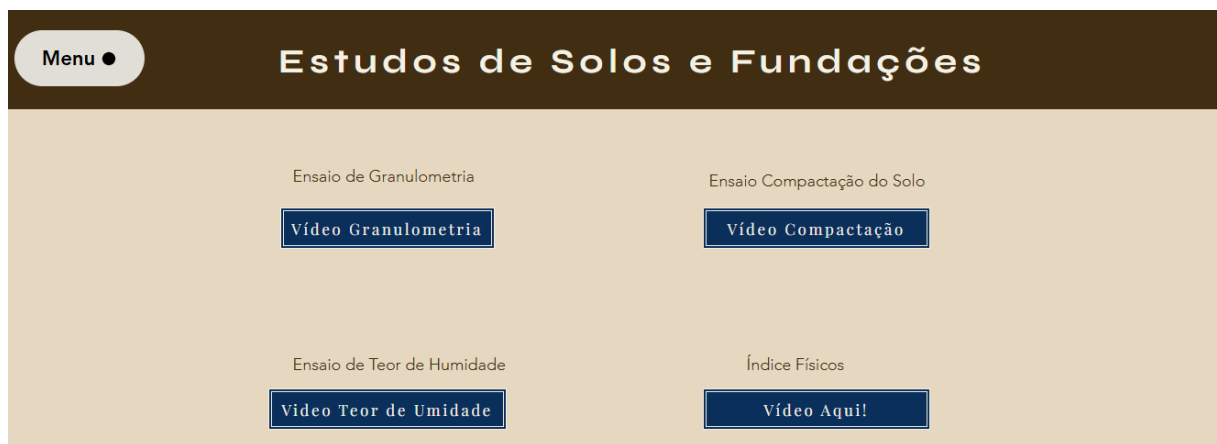 Menu
Estudos de Solos e Fundações
Ensaio de Granulometria
Ensaio Compactação do Solo
Vídeo Granulometria
Vídeo Compactação
Ensaio de Teor de Humidade
Índice Físicos
Video Teor de Umidade
Vídeo Aqui!